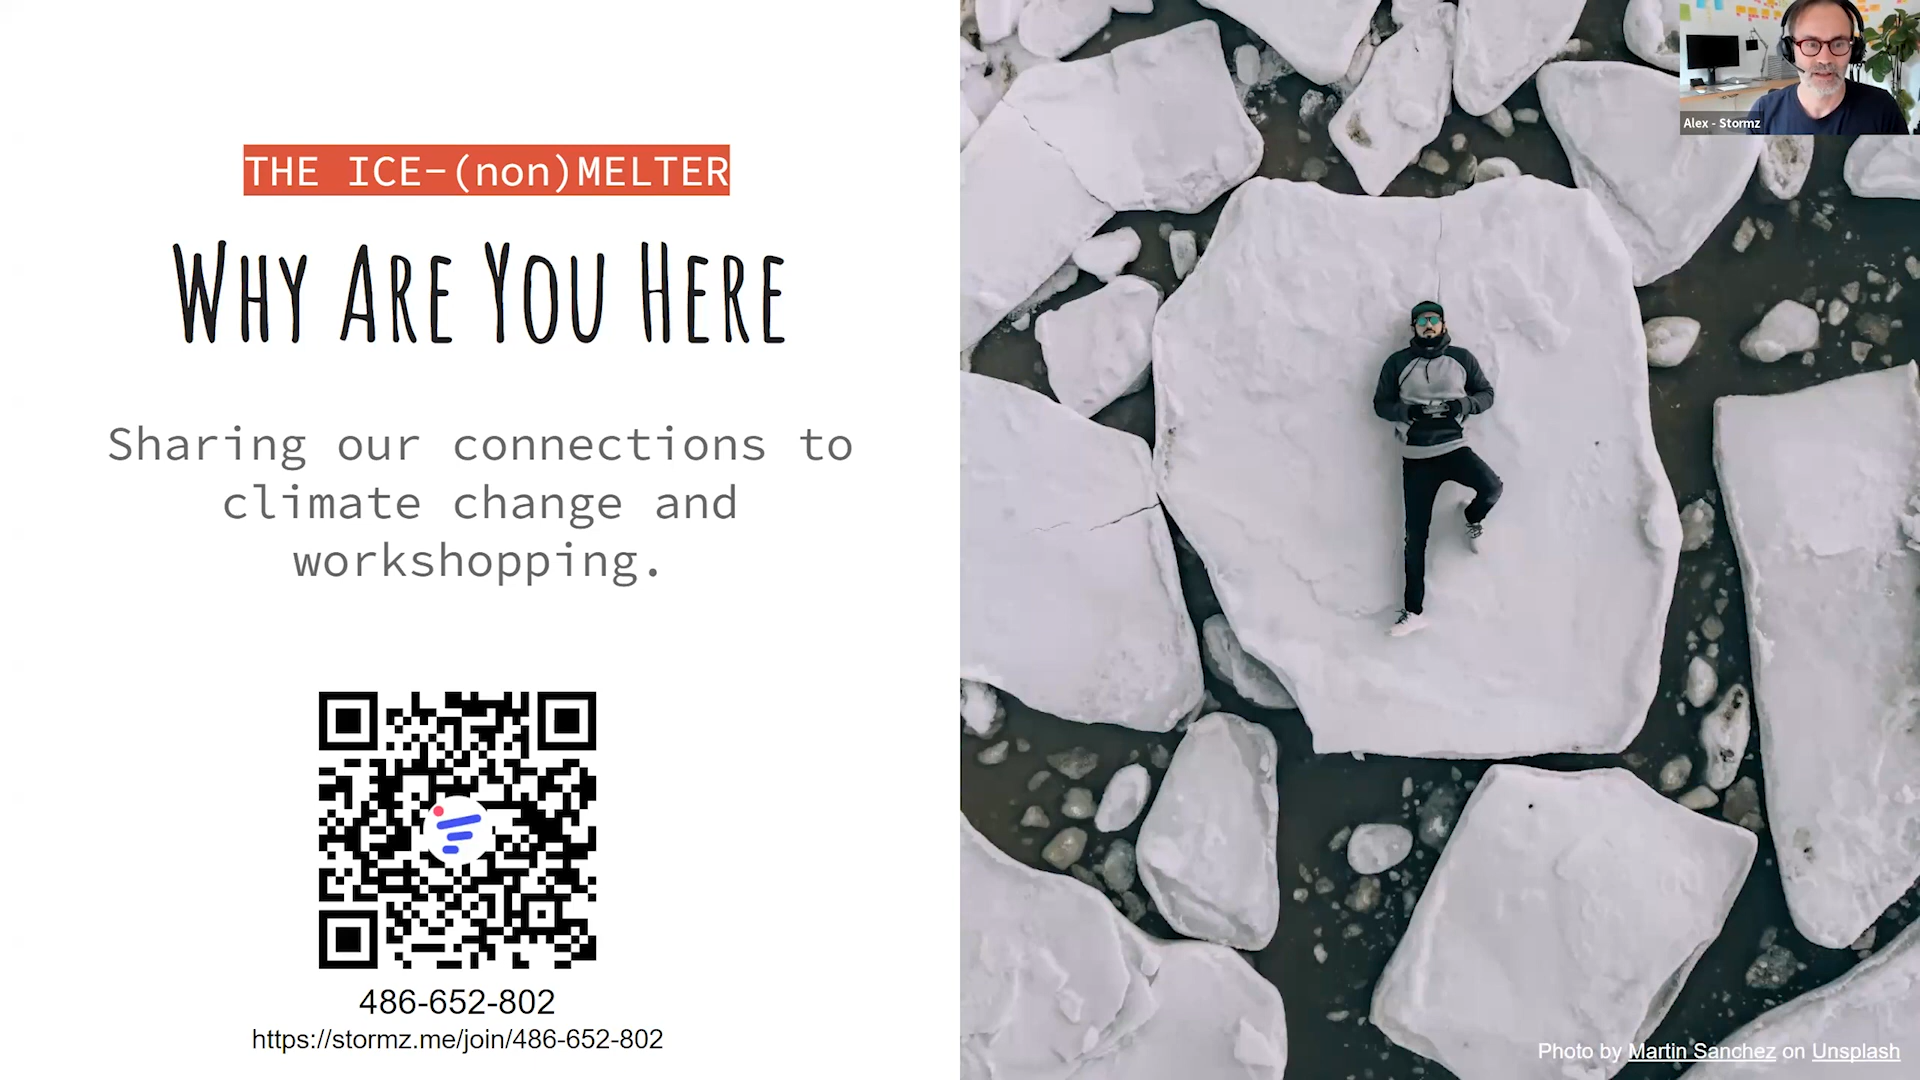 THE ICE-(non)MELTER
WHY ARE YOU HERE
Sharing our connections to
climate change and
workshopping.
486-652-802
https://stormz.me/join/486-652-802
Alex - Stormz
Photo by Martin Sanchez on Unsplash